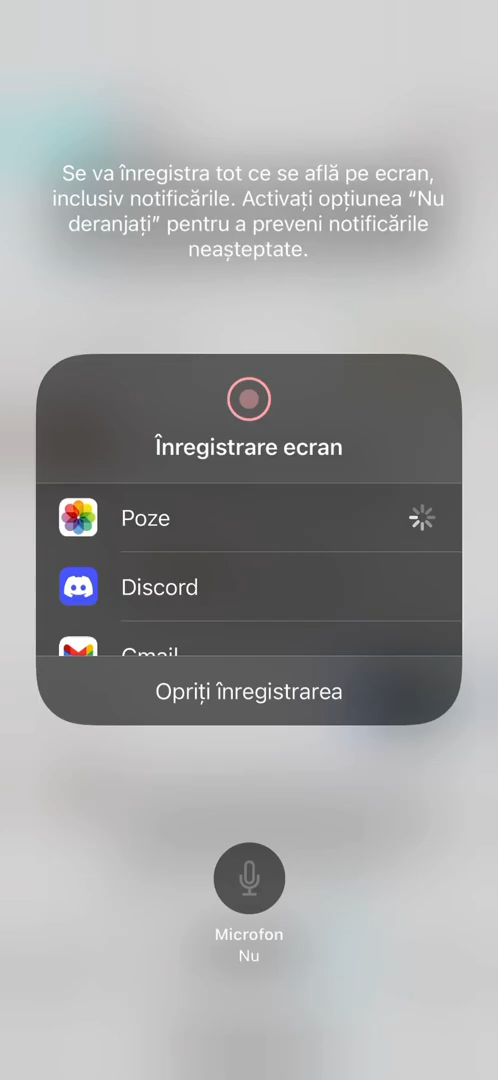 Se va înregistra tot ce se află pe ecran,
inclusiv notificările. Activați opțiunea “Nu
deranjați” pentru a preveni notificările
neașteptate.
Înregistrare ecran
Poze
Discord
Gmail
Opriți înregistrarea
Microfon
Nu